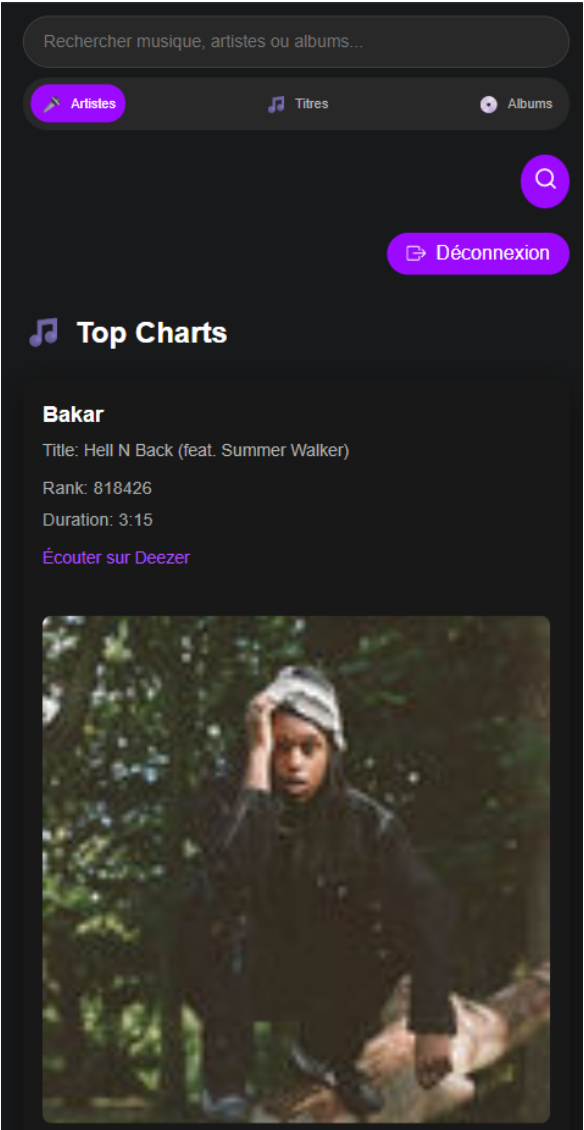 Rechercher musique, artistes ou albums...
Artistes Titres Albums
Déconnexion
Top Charts
Bakar
Title: Hell N Back (feat. Summer Walker)
Rank: 818426
Duration: 3:15
Écouter sur Deezer